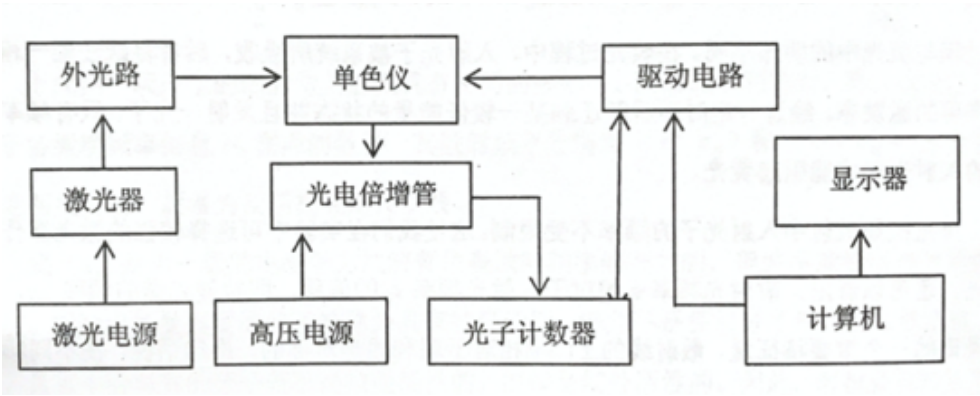 外光路
单色仪
驱动电路
激光器
光电倍增管
显示器
激光电源
高压电源
光子计数器
计算机